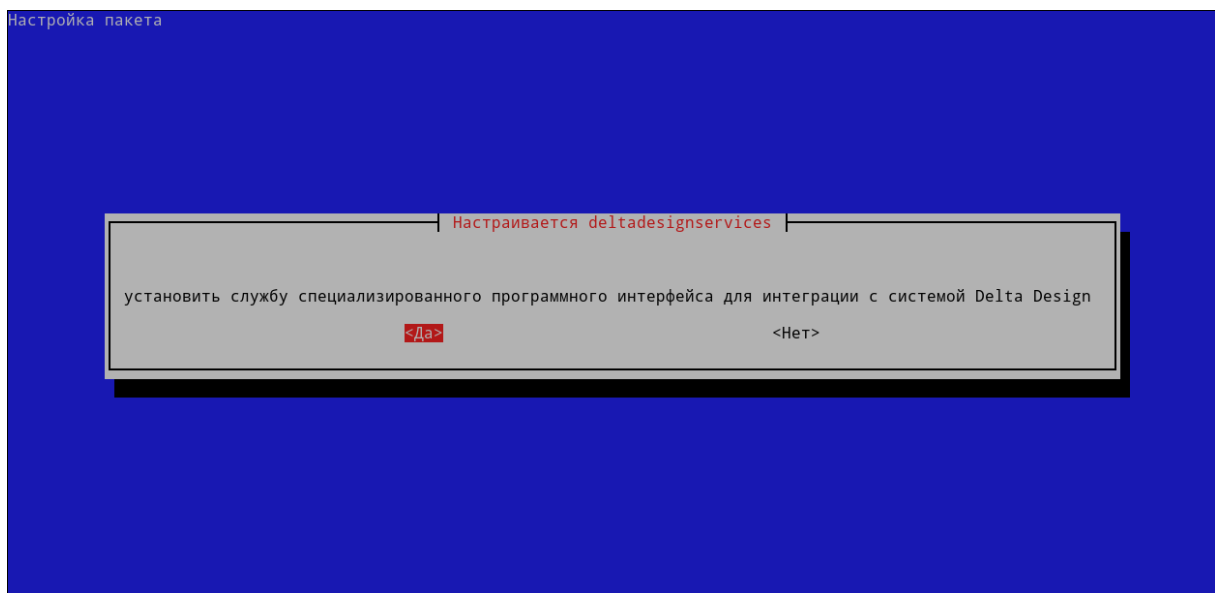 Настройка пакета
Настраивается deltadesignservices
установить службу специализированного программного интерфейса для интеграции с системой Delta Design
<Да> <Нет>